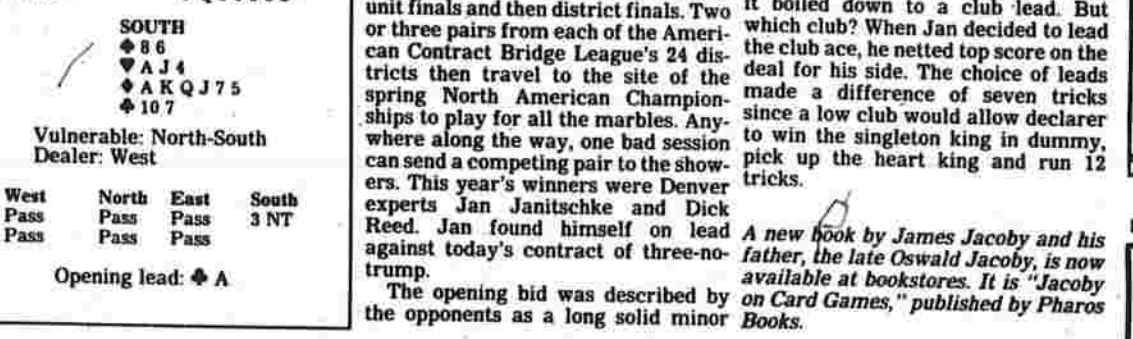 SOUTH
♠ 8 6
♥ A J 4
♦ A K Q J 7 5
♣ 10 7
Vulnerable: North-South
Dealer: West
West North East South
Pass Pass Pass 3 NT
Pass Pass Pass
Opening lead: ♣ A
unit finals and then district finals. Two
or three pairs from each of the Ameri-
can Contract Bridge League's 24 dis-
tricts then travel to the site of the
spring North American Champion-
ships to play for all the marbles. Any-
where along the way, one bad session
can send a competing pair to the show-
ers. This year's winners were Denver
experts Jan Janitschke and Dick
Reed. Jan found himself on lead
against today's contract of three-no-
trump.
The opening bid was described by
the opponents as a long solid minor
it boiled down to a club lead. But
which club? When Jan decided to lead
the club ace, he netted top score on the
deal for his side. The choice of leads
made a difference of seven tricks
since a low club would allow declarer
to win the singleton king in dummy,
pick up the heart king and run 12
tricks.
A new book by James Jacoby and his
father, the late Oswald Jacoby, is now
available at bookstores. It is "Jacoby
on Card Games," published by Pharos
Books.